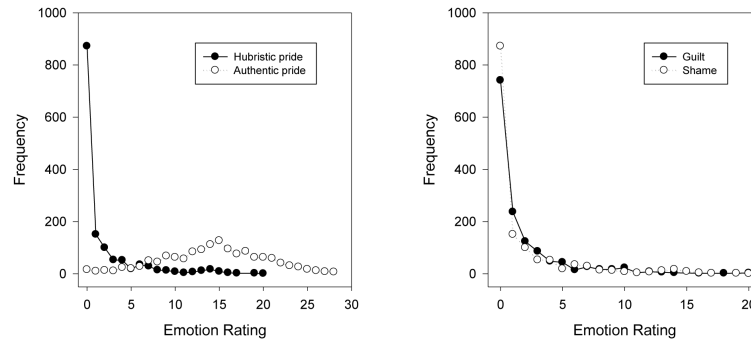 1000
800
600
400
200
0
Frequency
Hubristic pride
Authentic pride
0 5 10 15 20 25 30
Emotion Rating
1000
800
600
400
200
0
Frequency
Guilt
Shame
0 5 10 15 20
Emotion Rating